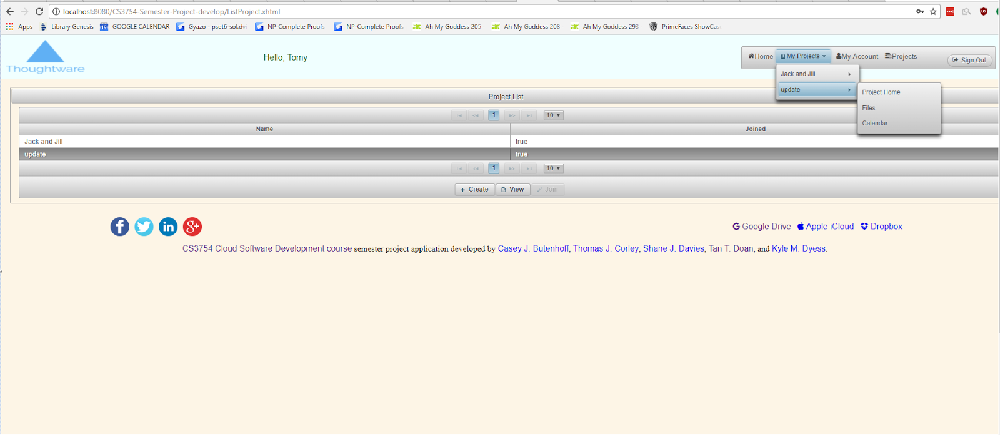 localhost:8080/CS3754-Semester-Project-develop/ListProject.xhtml
Apps Library Genesis 19 GOOGLE CALENDAR Gyazo - pset6-sol.dvi NP-Complete Proofs NP-Complete Proofs Ah My Goddess 205 Ah My Goddess 208 Ah My Goddess 293 PrimeFaces ShowCas
Thoughtware
Hello, Tomy
Home My Projects My Account Projects Sign Out
Jack and Jill
update
Project Home
Files
Calendar
Project List
1 10
Name Joined
Jack and Jill true
update true
1 10
Create View Join
f in g+ Google Drive Apple iCloud Dropbox
CS3754 Cloud Software Development course semester project application developed by Casey J. Butenhoff, Thomas J. Corley, Shane J. Davies, Tan T. Doan, and Kyle M. Dyess.